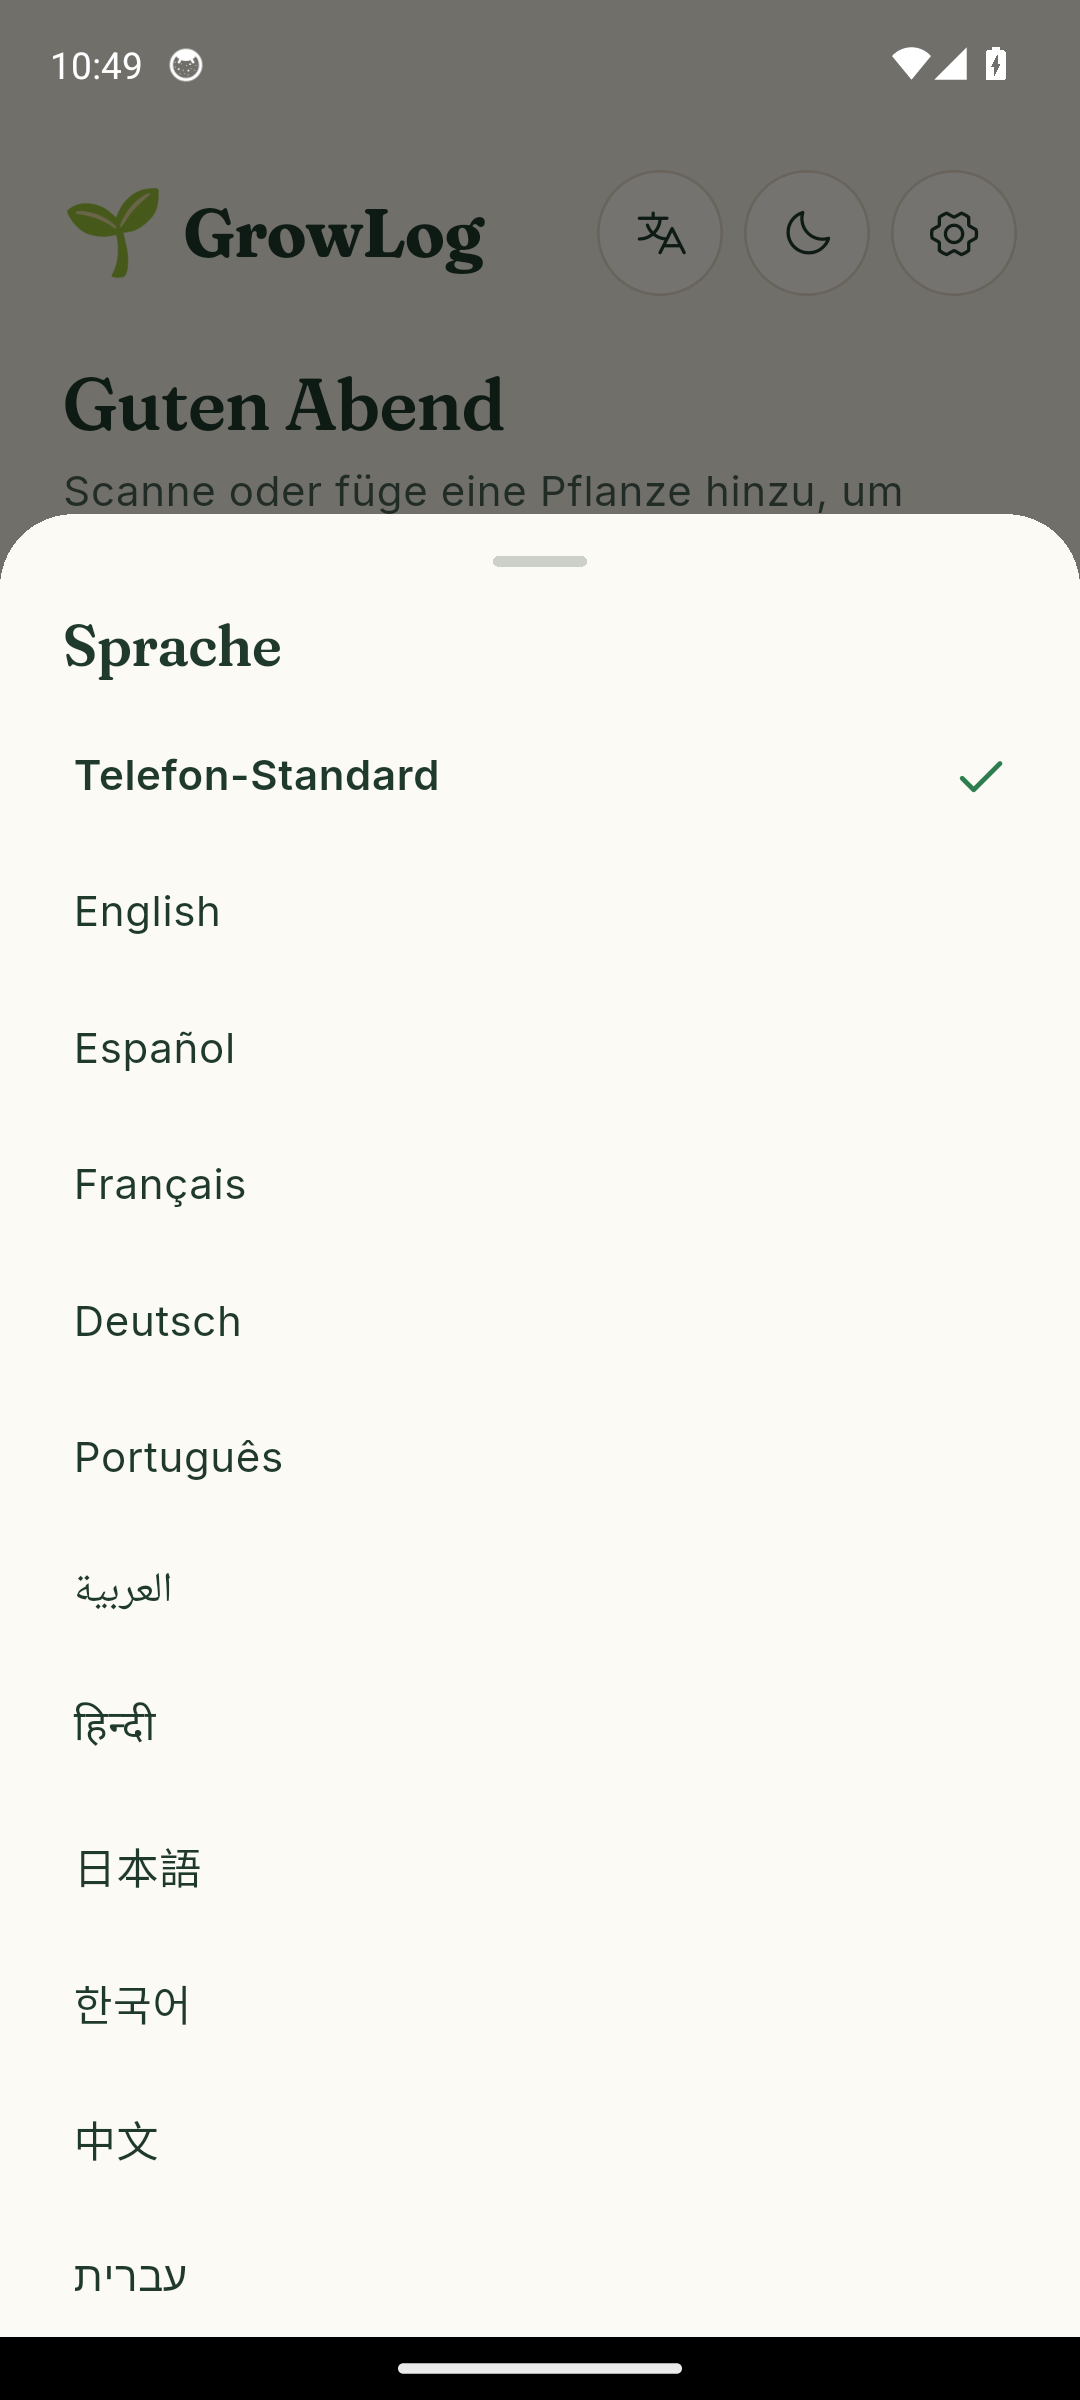 10:49
GrowLog
Guten Abend
Scanne oder füge eine Pflanze hinzu, um
Sprache
Telefon-Standard
English
Español
Français
Deutsch
Português
العربية
हिन्दी
日本語
한국어
中文
עברית